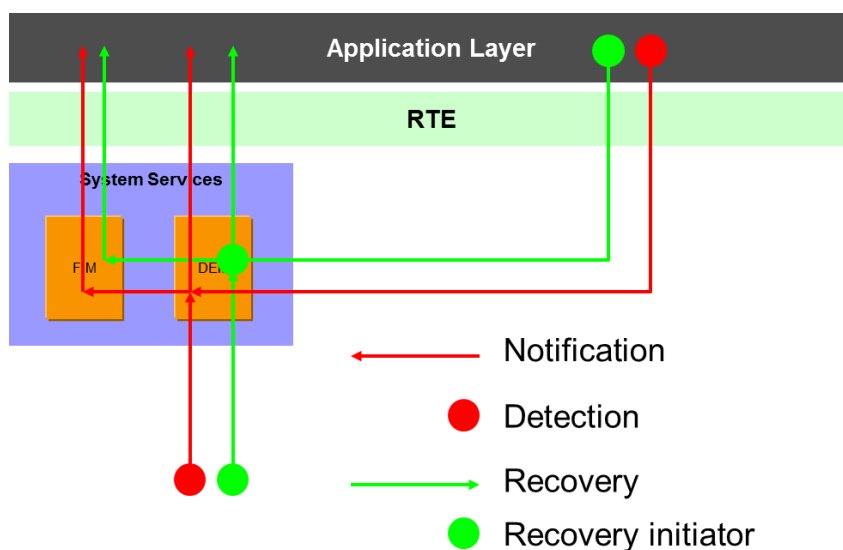 Application Layer
RTE
System Services
Notification
Detection
Recovery
Recovery initiator